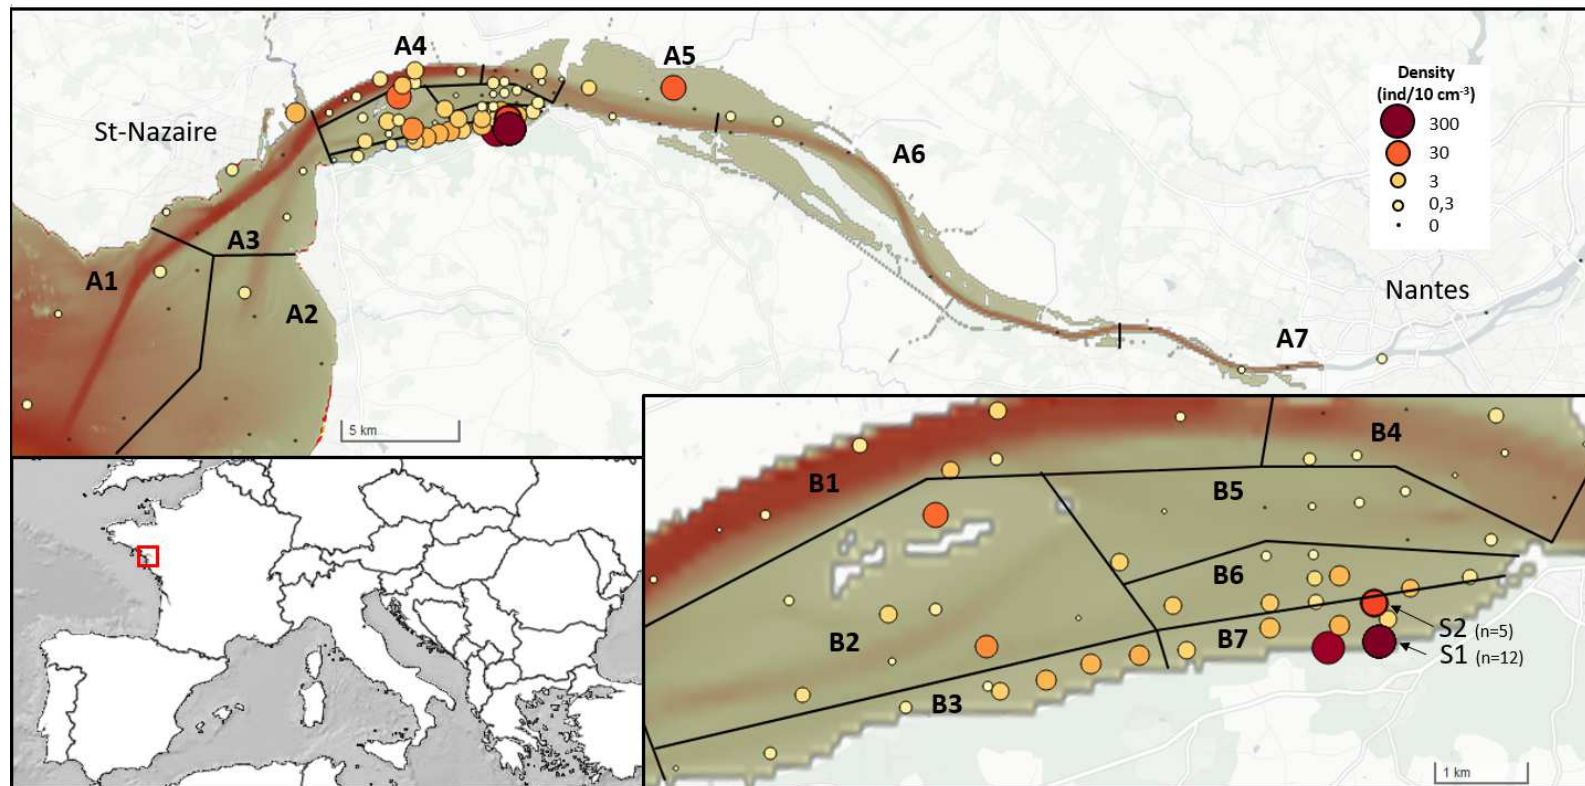 A4
A5
Density
(ind/10 cm⁻³)
300
30
3
0,3
0
St-Nazaire
A6
A3
A1
A2
Nantes
A7
5 km
B4
B1
B5
B6
B2
B7
S2 (n=5)
S1 (n=12)
B3
1 km